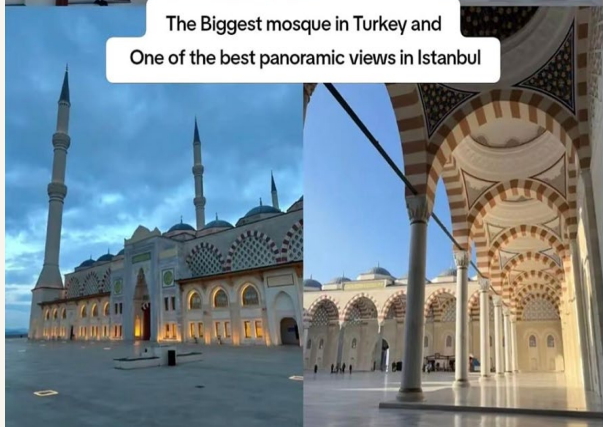 The Biggest mosque in Turkey and
One of the best panoramic views in Istanbul